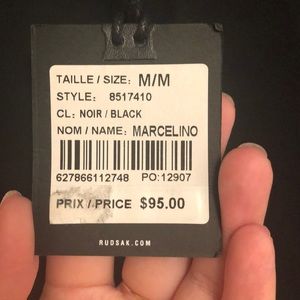 TAILLE / SIZE: M/M
STYLE: 8517410
CL: NOIR / BLACK
NOM / NAME: MARCELINO
627866112748 PO:12907
PRIX / PRICE $95.00
RUDSAK.COM